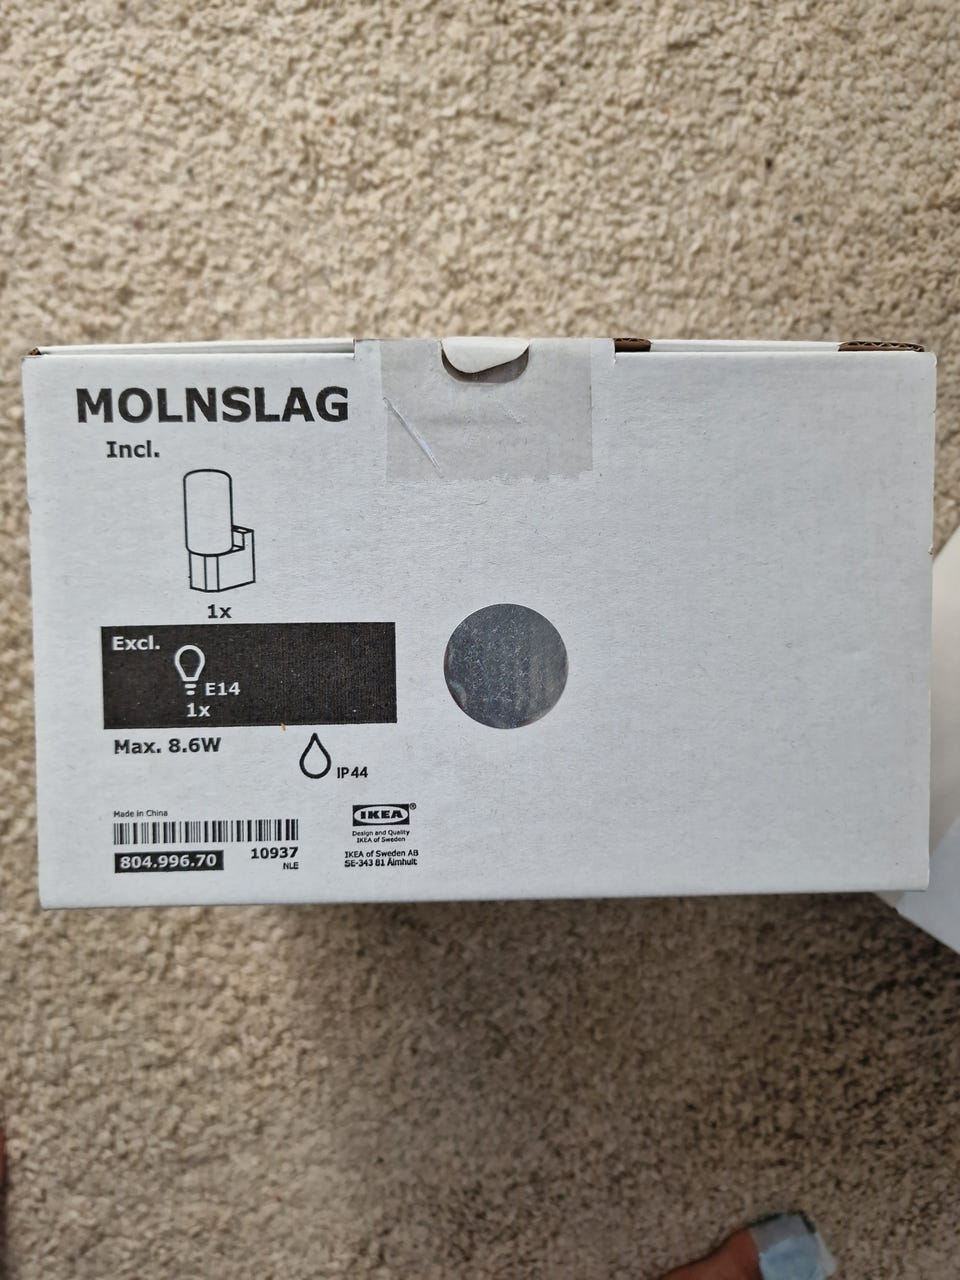 MOLNSLAG
Incl.
1x
Excl.
E14
1x
Max. 8.6W
IP44
Made in China
804.996.70
10937
NLE
IKEA®
Design and Quality
IKEA of Sweden
IKEA of Sweden AB
SE-343 81 Älmhult